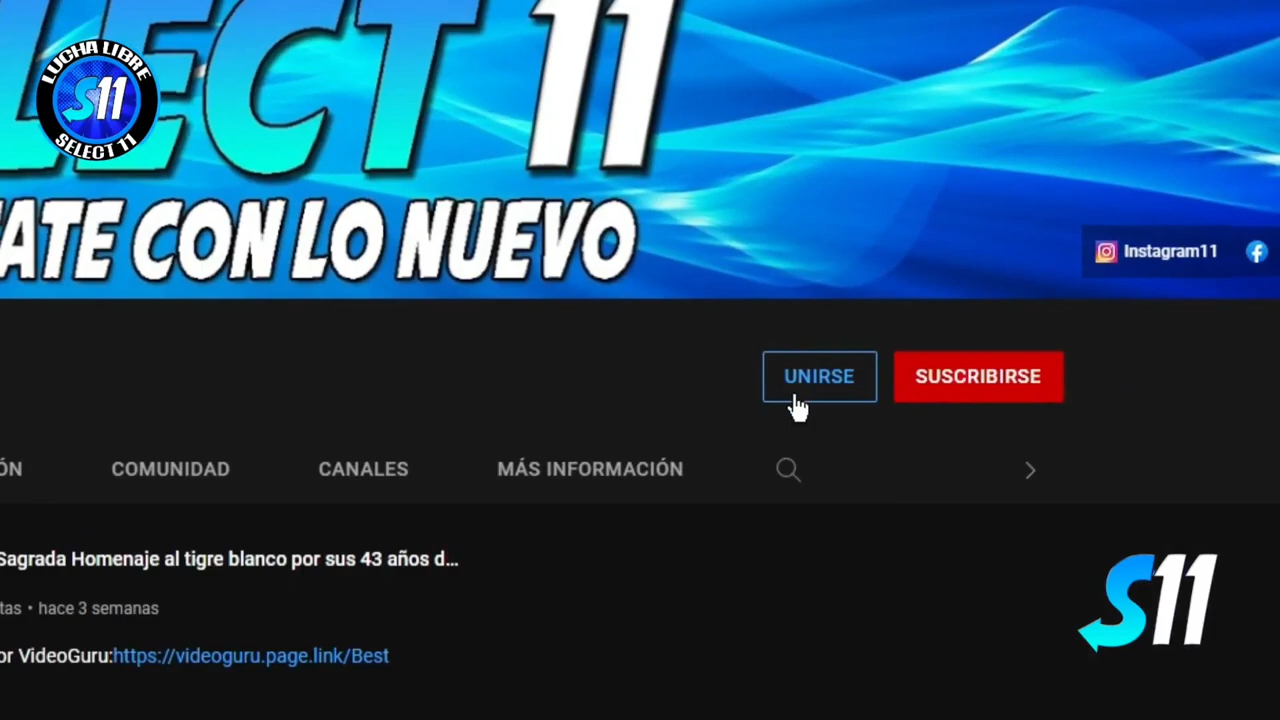 LECT 11
LUCHA LIBRE
S11
SELECT 11
ATE CON LO NUEVO
Instagram11
UNIRSE
SUSCRIBIRSE
ÓN
COMUNIDAD
CANALES
MÁS INFORMACIÓN
Sagrada Homenaje al tigre blanco por sus 43 años d...
tas • hace 3 semanas
or VideoGuru:https://videoguru.page.link/Best
S11